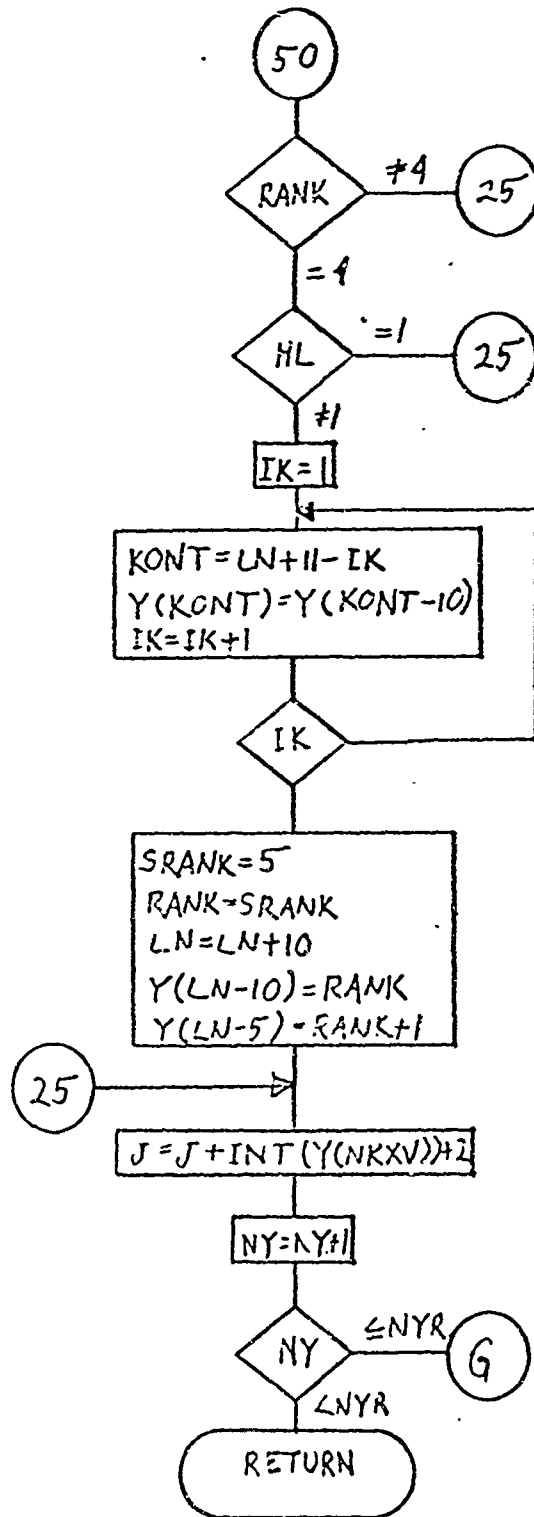 50
RANK
≠4
25
=4
ML
=1
25
≠1
IK=1
KONT=LN+11-IK
Y(KONT)=Y(KONT-10)
IK=IK+1
IK
SRANK=5
RANK=SRANK
LN=LN+10
Y(LN-10)=RANK
Y(LN-5)=RANK+1
25
J=J+INT(Y(NKXV))+2
NY=NY+1
NY
≤NYR
G
<NYR
RETURN